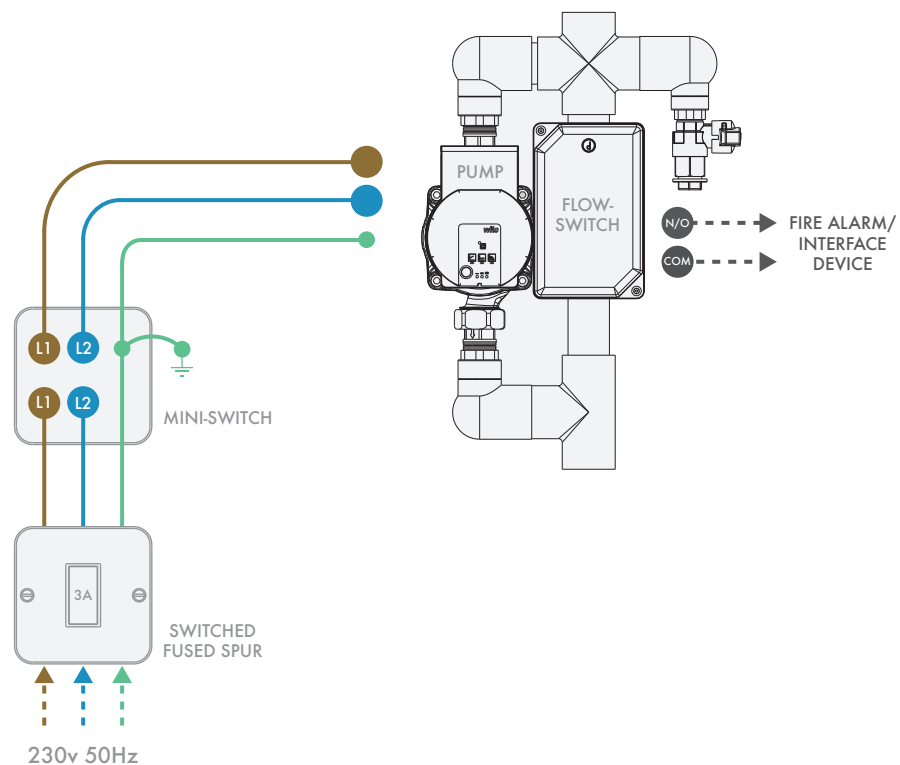 PUMP
wilo
FLOW-
SWITCH
N/O
COM
FIRE ALARM/
INTERFACE
DEVICE
L1
L2
L1
L2
MINI-SWITCH
3A
SWITCHED
FUSED SPUR
230v 50Hz